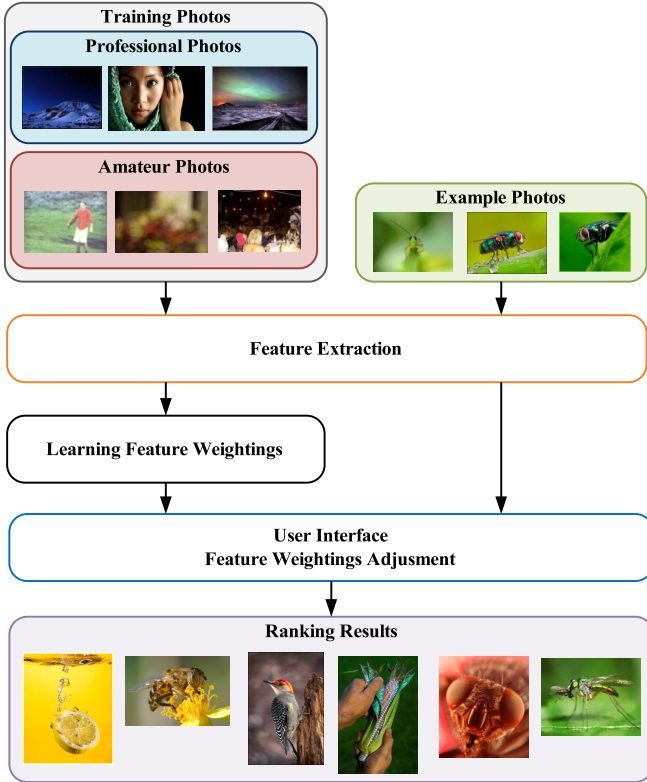 Training Photos
Professional Photos
Amateur Photos
Example Photos
Feature Extraction
Learning Feature Weightings
User Interface
Feature Weightings Adjusment
Ranking Results